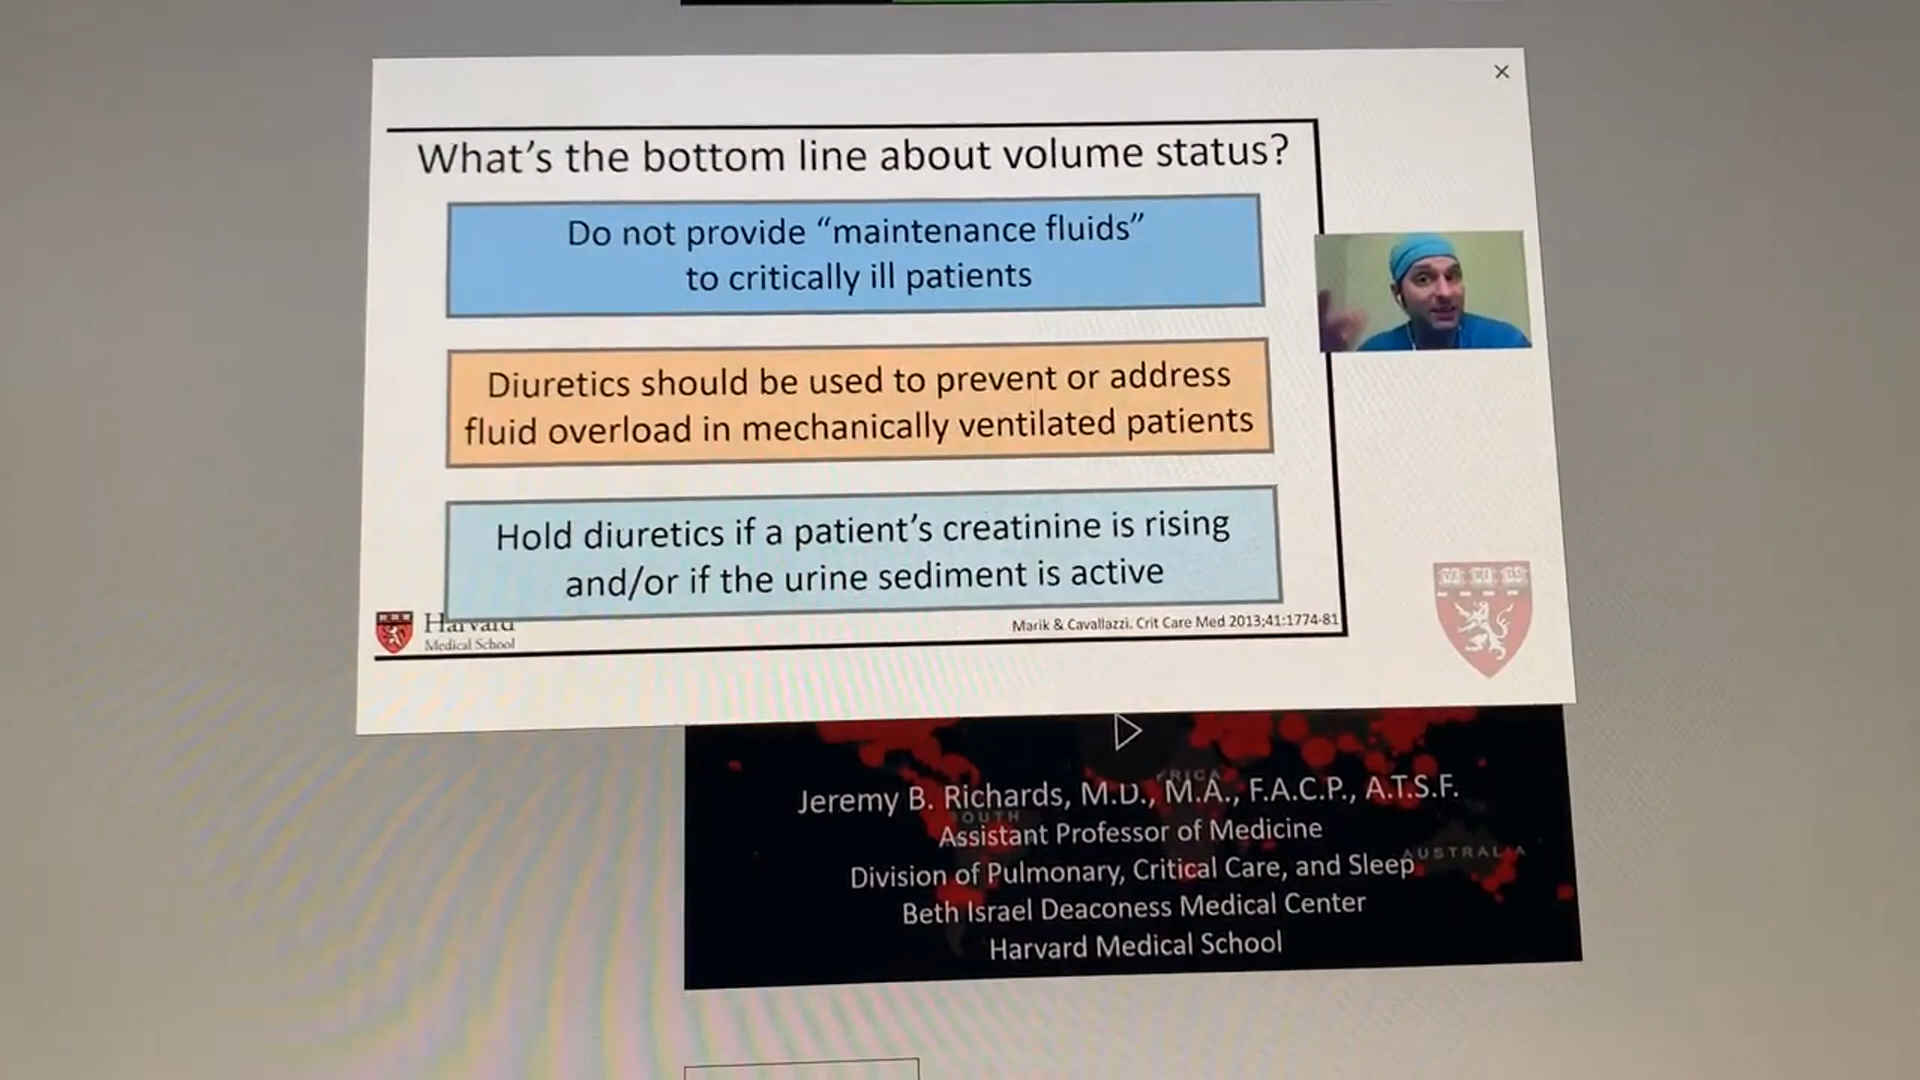 What's the bottom line about volume status?
Do not provide “maintenance fluids”
to critically ill patients
Diuretics should be used to prevent or address
fluid overload in mechanically ventilated patients
Hold diuretics if a patient's creatinine is rising
and/or if the urine sediment is active
Harvard
Medical School
Marik & Cavallazzi. Crit Care Med 2013;41:1774-81
Jeremy B. Richards, M.D., M.A., F.A.C.P., A.T.S.F.
Assistant Professor of Medicine
Division of Pulmonary, Critical Care, and Sleep
AUSTRALIA
Beth Israel Deaconess Medical Center
Harvard Medical School